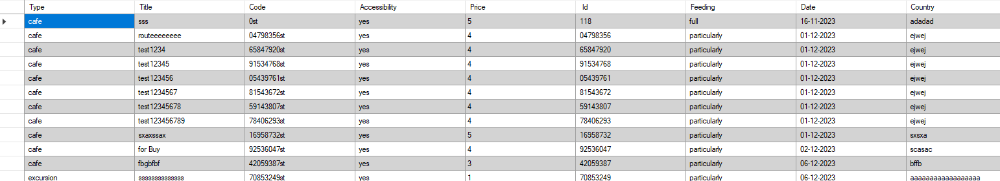 Type Title Code Accessibility Price Id Feeding Date Country
cafe sss 0st yes 5 118 full 16-11-2023 adadad
cafe routeeeeeeee 04798356st yes 4 04798356 particularly 01-12-2023 ejwej
cafe test1234 65847920st yes 4 65847920 particularly 01-12-2023 ejwej
cafe test12345 91534768st yes 4 91534768 particularly 01-12-2023 ejwej
cafe test123456 05439761st yes 4 05439761 particularly 01-12-2023 ejwej
cafe test1234567 81543672st yes 4 81543672 particularly 01-12-2023 ejwej
cafe test12345678 59143807st yes 4 59143807 particularly 01-12-2023 ejwej
cafe test123456789 78406293st yes 4 78406293 particularly 01-12-2023 ejwej
cafe sxaxssax 16958732st yes 5 16958732 particularly 01-12-2023 sxsxa
cafe for Buy 92536047st yes 4 92536047 particularly 02-12-2023 scasac
cafe fbgbfbf 42059387st yes 3 42059387 particularly 06-12-2023 bffb
excursion ssssssssssssss 70853249st yes 1 70853249 particularly 06-12-2023 aaaaaaaaaaaaaaaaaa